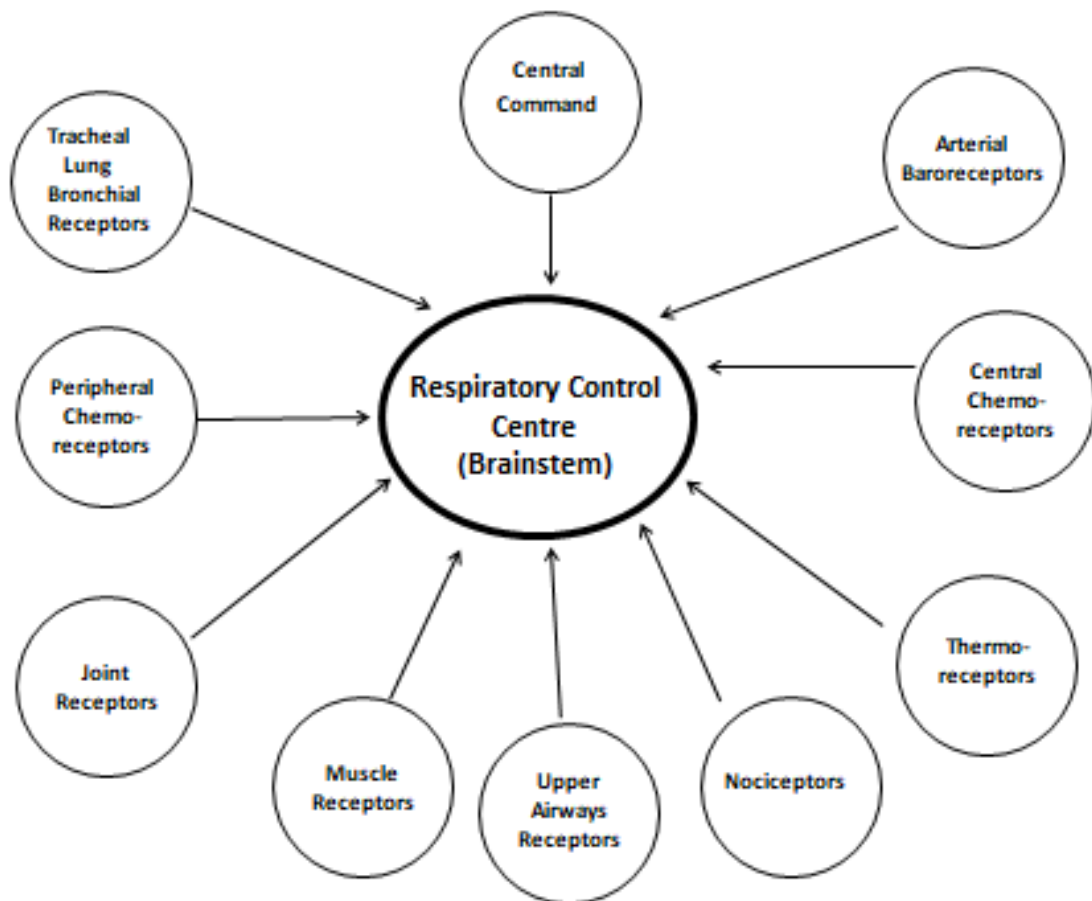 Central
Command
Tracheal
Lung
Bronchial
Receptors
Arterial
Baroreceptors
Peripheral
Chemo-
receptors
Respiratory Control
Centre
(Brainstem)
Central
Chemo-
receptors
Joint
Receptors
Muscle
Receptors
Upper
Airways
Receptors
Nociceptors
Thermo-
receptors